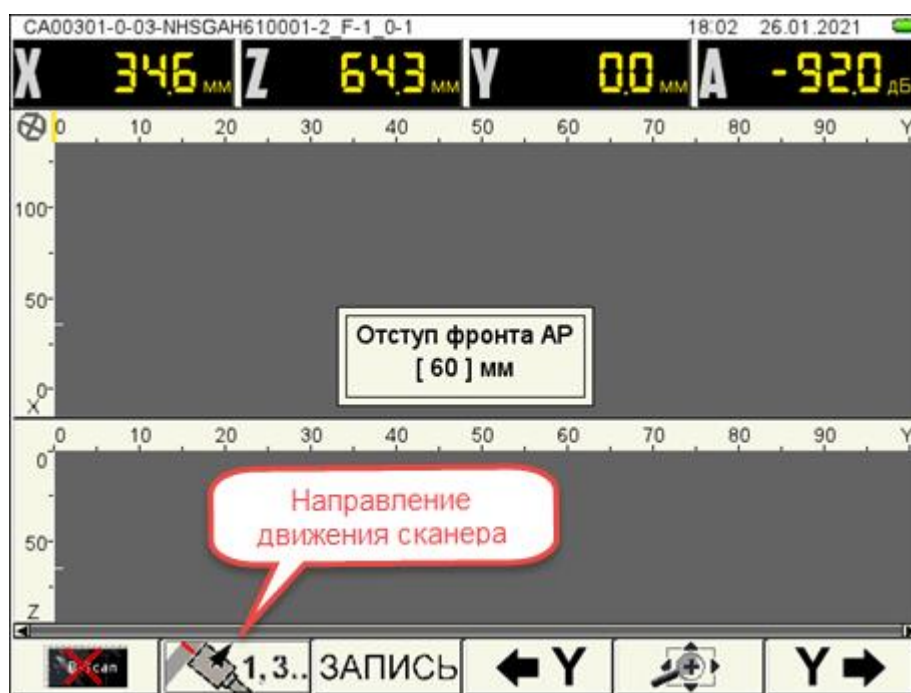 CA00301-0-03-NHSGAH610001-2_F-1_0-1 18:02 26.01.2021
X 34.6 мм Z 64.3 мм Y 0.0 мм A -92.0 дБ
0 10 20 30 40 50 60 70 80 90 Y
100
50
0
X
Отступ фронта АР
[ 60 ] мм
0 10 20 30 40 50 60 70 80 90 Y
0
50
Z
Направление
движения сканера
B-Scan 1,3.. ЗАПИСЬ Y Y